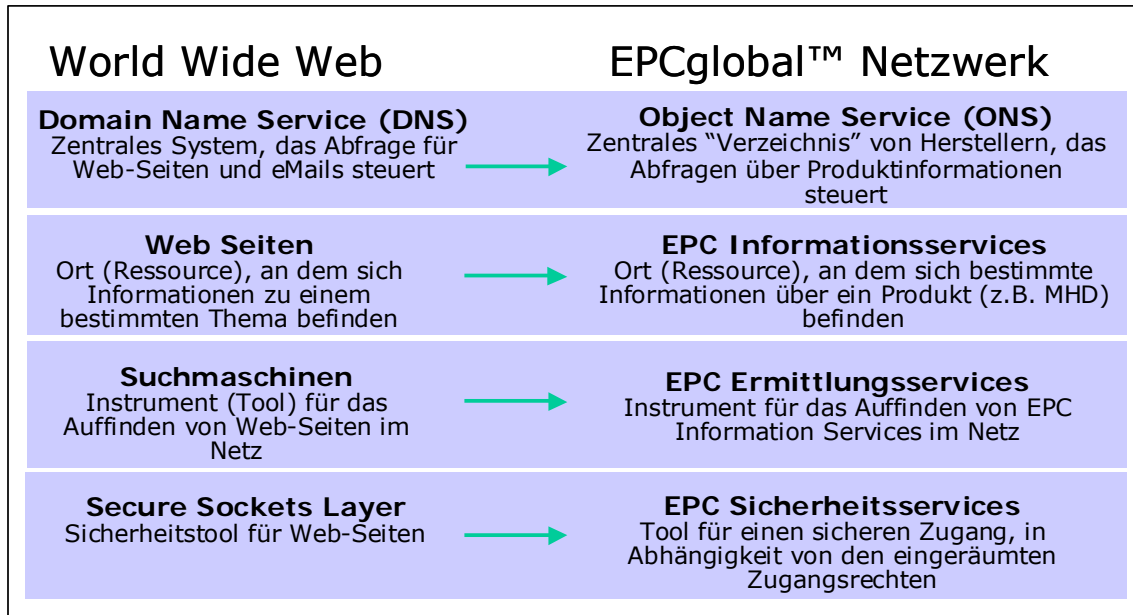 World Wide Web
EPCglobal™ Netzwerk
Domain Name Service (DNS)
Zentrales System, das Abfrage für
Web-Seiten und eMails steuert
Object Name Service (ONS)
Zentrales “Verzeichnis” von Herstellern, das
Abfragen über Produktinformationen
steuert
Web Seiten
Ort (Ressource), an dem sich
Informationen zu einem
bestimmten Thema befinden
EPC Informationsservices
Ort (Ressource), an dem sich bestimmte
Informationen über ein Produkt (z.B. MHD)
befinden
Suchmaschinen
Instrument (Tool) für das
Auffinden von Web-Seiten im
Netz
EPC Ermittlungsservices
Instrument für das Auffinden von EPC
Information Services im Netz
Secure Sockets Layer
Sicherheitstool für Web-Seiten
EPC Sicherheitsservices
Tool für einen sicheren Zugang, in
Abhängigkeit von den eingeräumten
Zugangsrechten